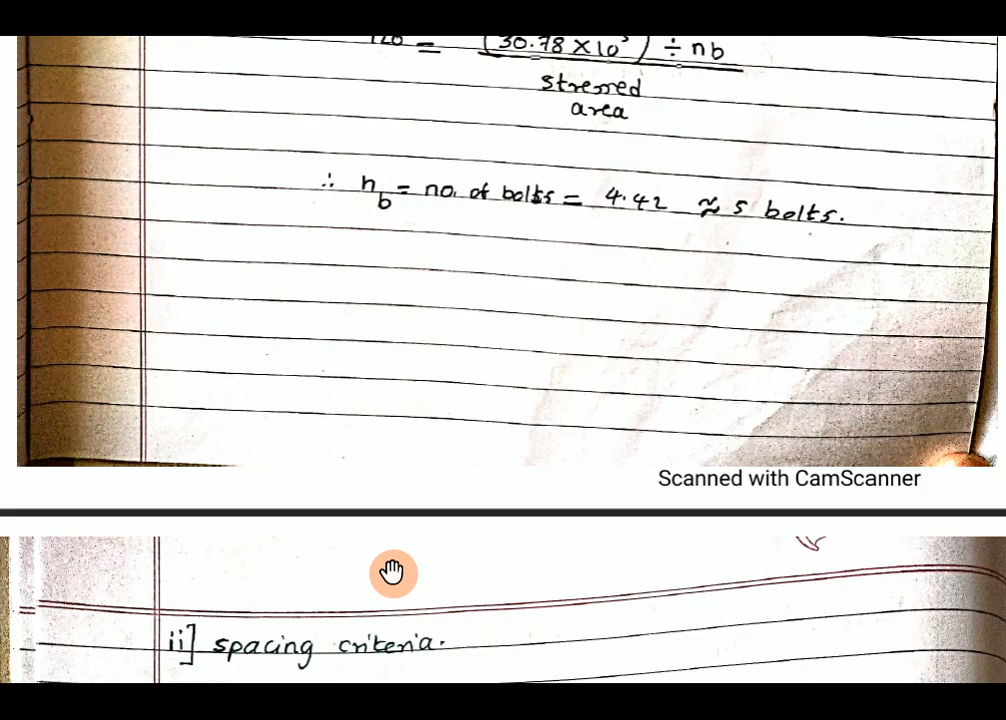 120 = (30.78 × 10³) ÷ nb
stressed
area
∴ nb = no. of bolts = 4.42 ≈ 5 bolts.
Scanned with CamScanner
ii] spacing criteria.